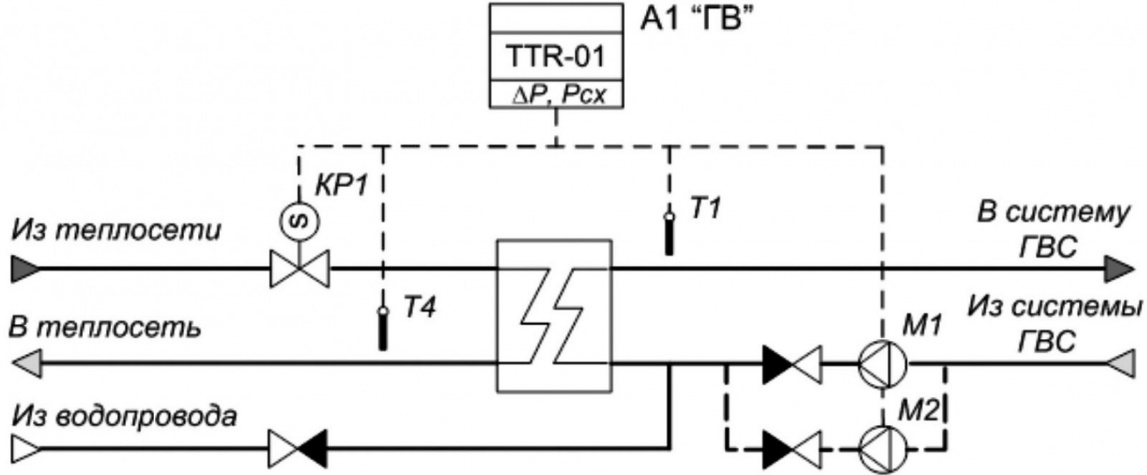 А1 “ГВ”
TTR-01
ΔP, Pсх
КР1
Из теплосети
Т1
В систему
ГВС
Т4
В теплосеть
М1
Из системы
ГВС
Из водопровода
М2
S